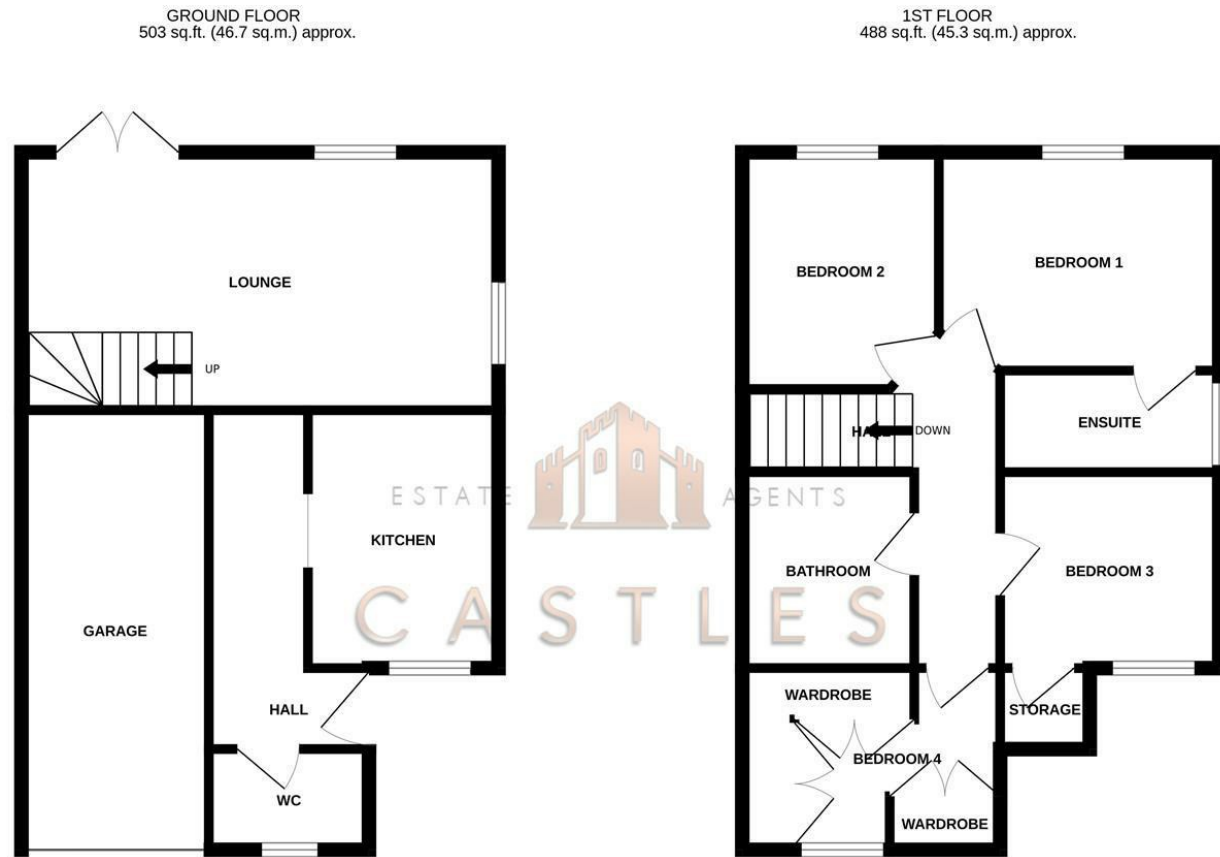 GROUND FLOOR
503 sq.ft. (46.7 sq.m.) approx.
1ST FLOOR
488 sq.ft. (45.3 sq.m.) approx.
LOUNGE
UP
KITCHEN
GARAGE
HALL
WC
BEDROOM 2
BEDROOM 1
DOWN
ENSUITE
BATHROOM
BEDROOM 3
WARDROBE
STORAGE
BEDROOM 4
WARDROBE
ESTATE AGENTS
CASTLES